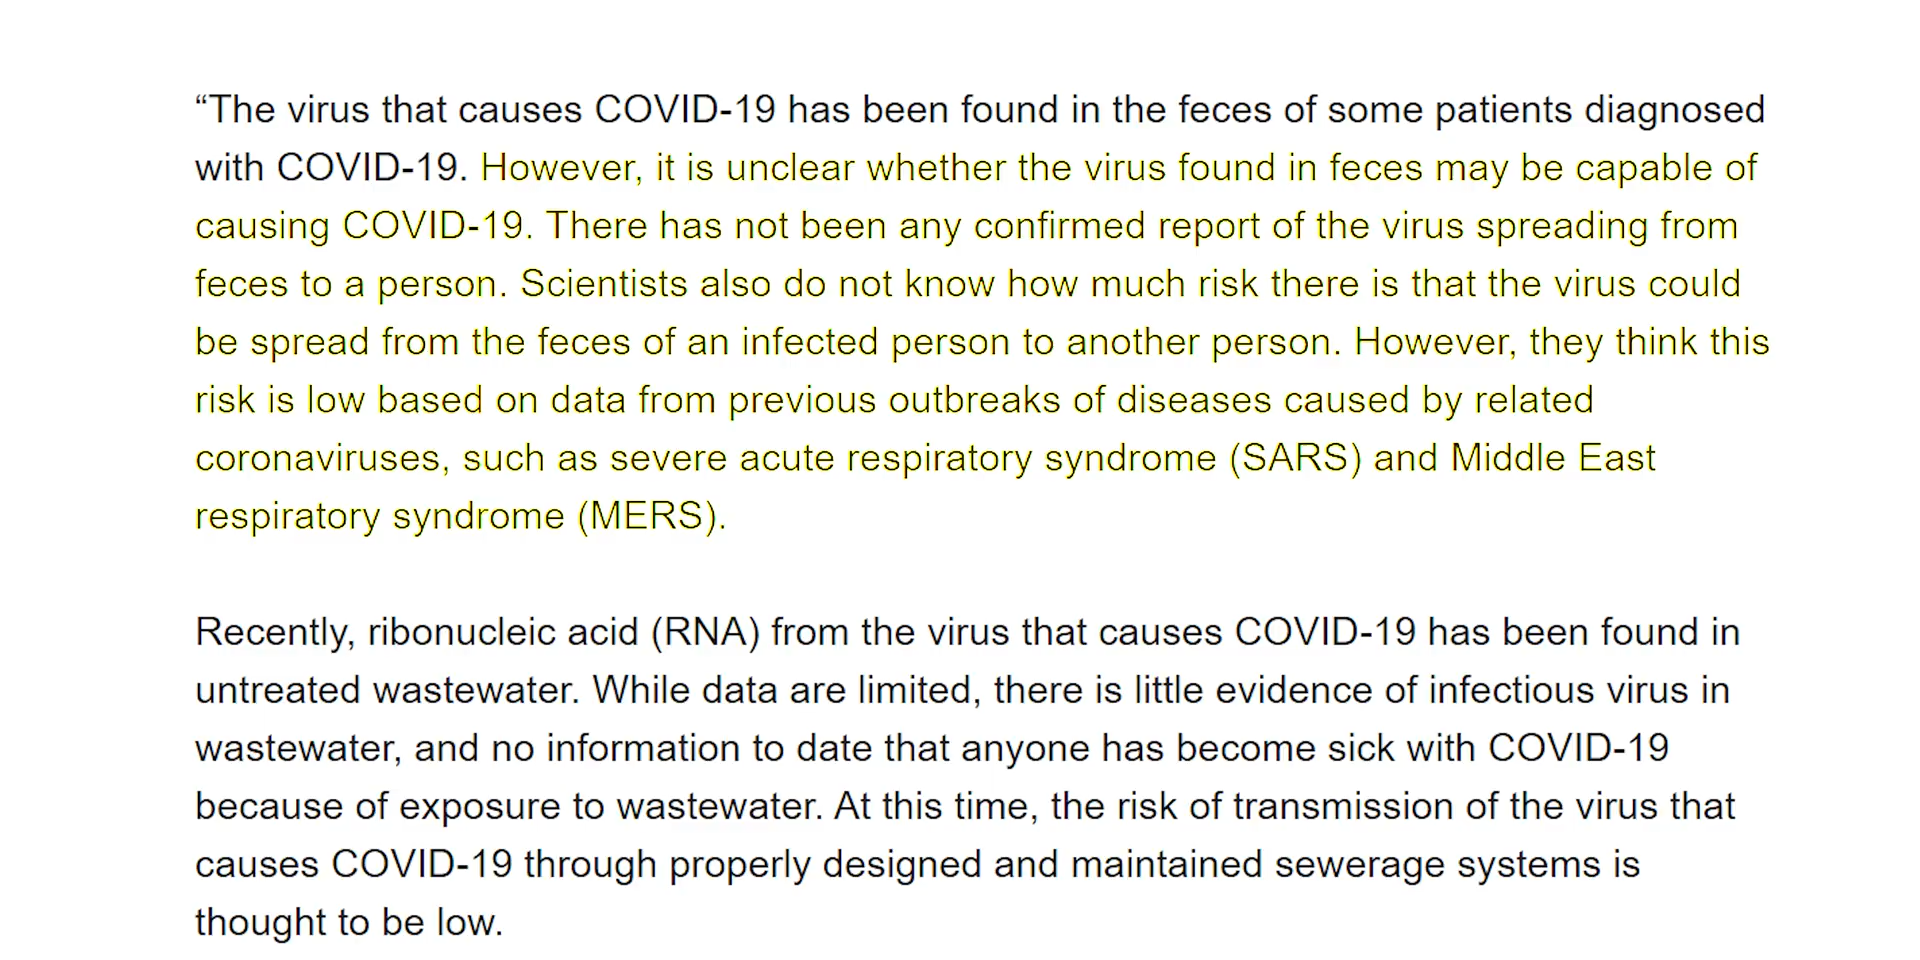 “The virus that causes COVID-19 has been found in the feces of some patients diagnosed
with COVID-19. However, it is unclear whether the virus found in feces may be capable of
causing COVID-19. There has not been any confirmed report of the virus spreading from
feces to a person. Scientists also do not know how much risk there is that the virus could
be spread from the feces of an infected person to another person. However, they think this
risk is low based on data from previous outbreaks of diseases caused by related
coronaviruses, such as severe acute respiratory syndrome (SARS) and Middle East
respiratory syndrome (MERS).
Recently, ribonucleic acid (RNA) from the virus that causes COVID-19 has been found in
untreated wastewater. While data are limited, there is little evidence of infectious virus in
wastewater, and no information to date that anyone has become sick with COVID-19
because of exposure to wastewater. At this time, the risk of transmission of the virus that
causes COVID-19 through properly designed and maintained sewerage systems is
thought to be low.